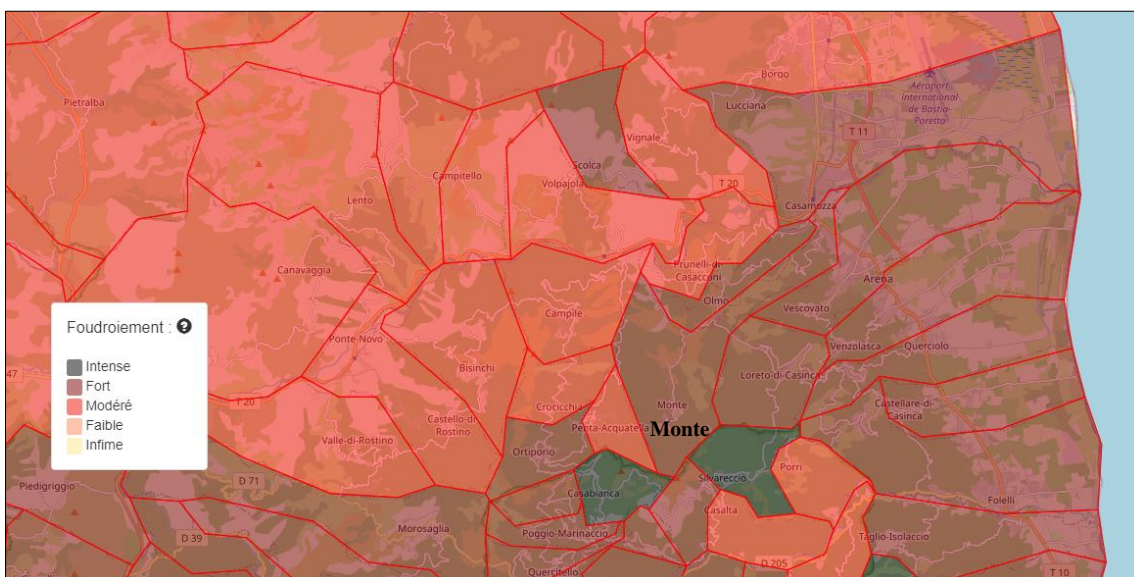 Borgo
Pietralba
Aéroport
international
de Bastia-
Poretta
Lucciana
T 11
Vignale
Scolca
Campitello
Volpajola
T 20
Lento
Casamozza
Canavaggia
Prunelli-di-
Casacconi
Arena
Olmo
Vescovato
Foudroiement :
Intense
Fort
Modéré
Faible
Infime
Campile
Ponte-Novo
Venzolasca
Querciolo
Bisinchi
Loreto-di-Casinca
47
T 20
Crocicchia
Monte
Castellare-di-
Casinca
Castello-di-
Rostino
Penta-Acquatella
Monte
Valle-di-Rostino
Ortiporio
Porri
Silvareccio
D 71
Piedigriggio
Casabianca
Folelli
Casalta
Morosaglia
Poggio-Marinaccio
D 39
Taglio-Isolaccio
D 205
Quercitello
T 10